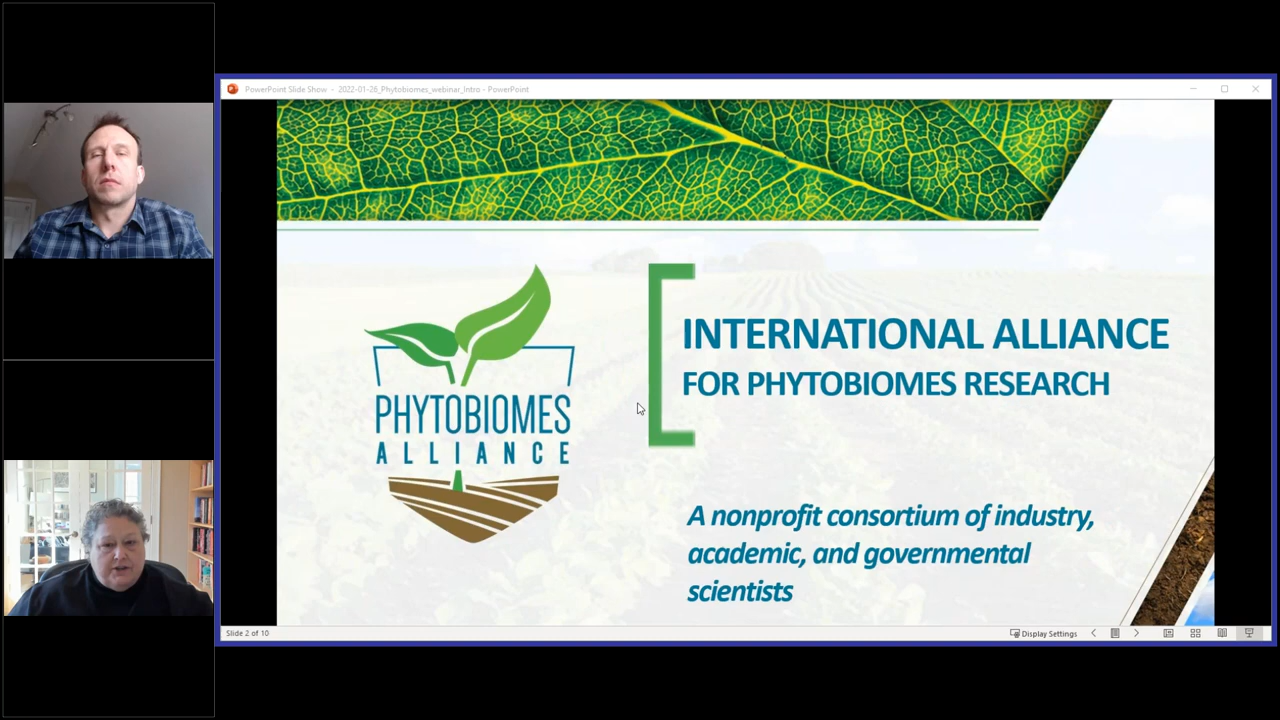 PowerPoint Slide Show - 2022-01-26_Phytobiomes_webinar_Intro - PowerPoint
INTERNATIONAL ALLIANCE
FOR PHYTOBIOMES RESEARCH
PHYTOBIOMES
ALLIANCE
A nonprofit consortium of industry,
academic, and governmental
scientists
Slide 2 of 10
Display Settings